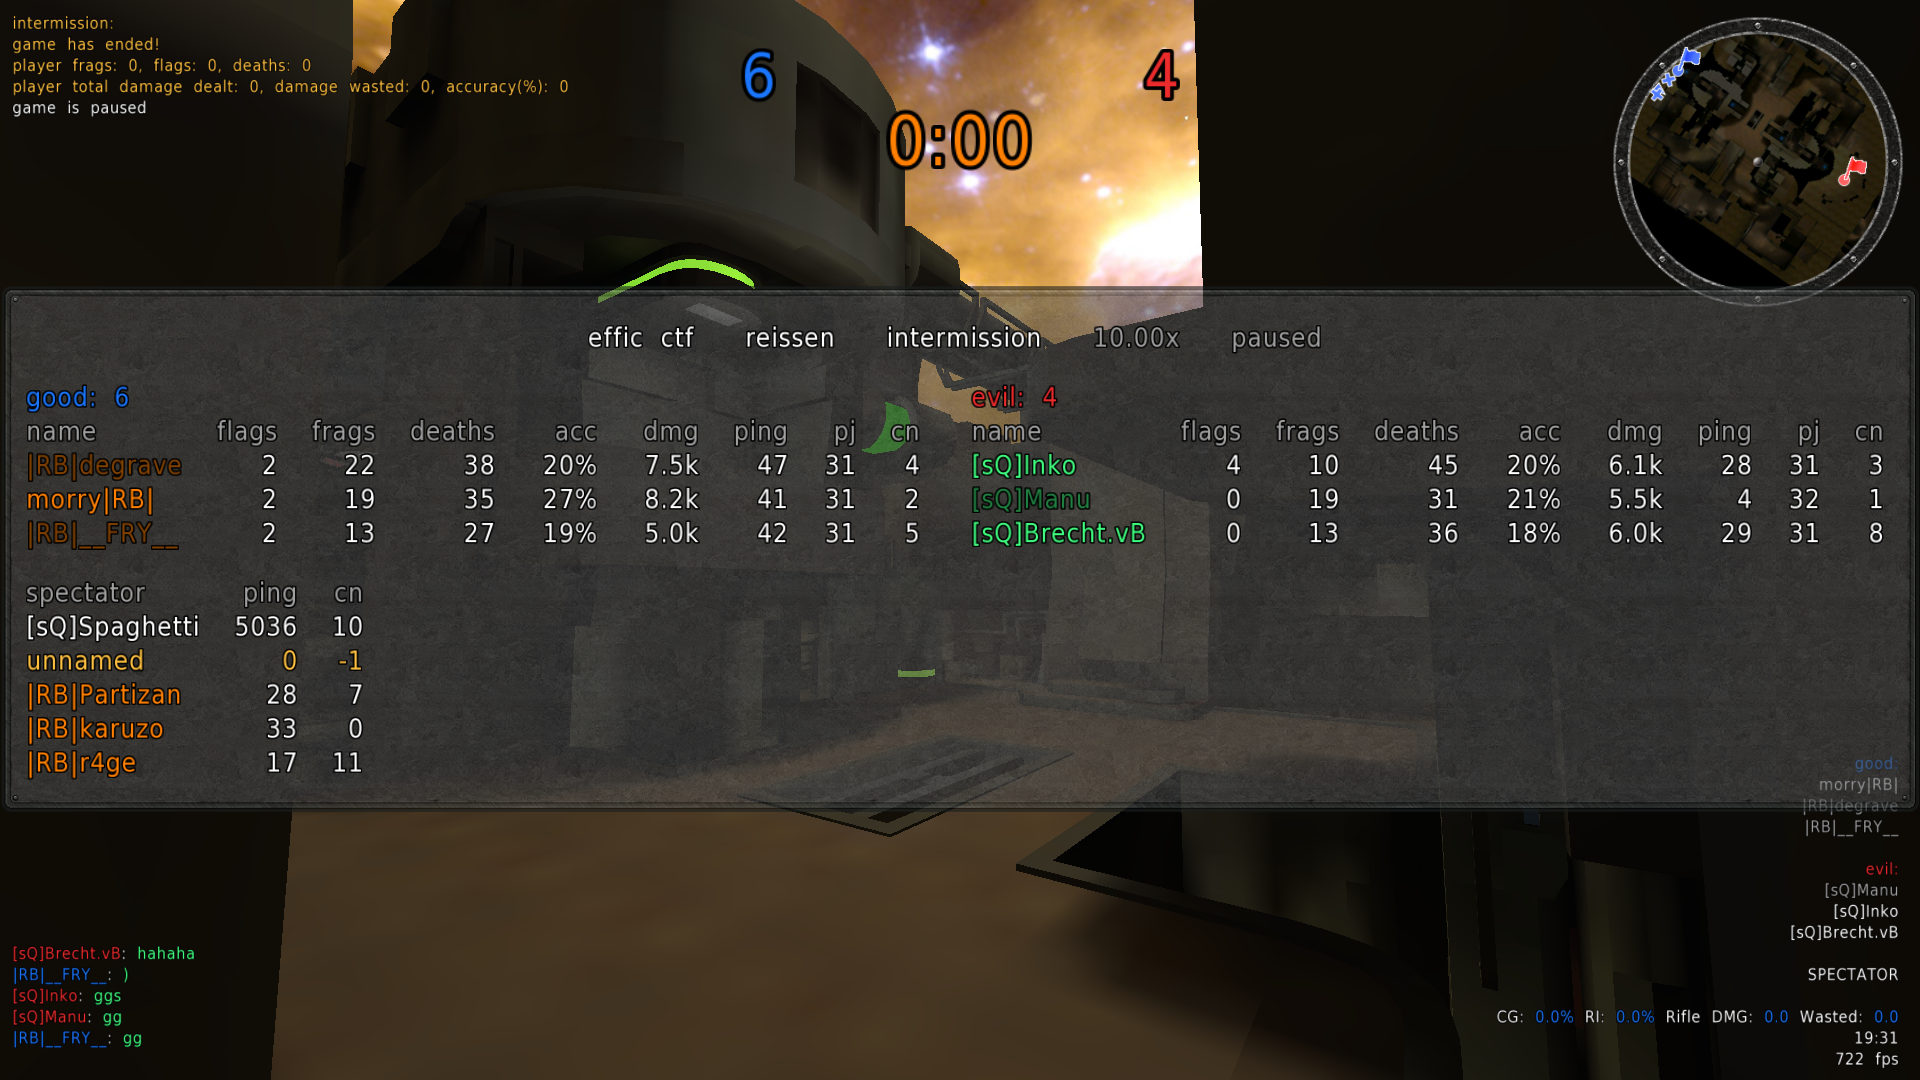 intermission:
game has ended!
player frags: 0, flags: 0, deaths: 0
player total damage dealt: 0, damage wasted: 0, accuracy(%): 0
game is paused
6 4
0:00
effic ctf reissen intermission 10.00x paused
good: 6
name flags frags deaths acc dmg ping pj cn
|RB|degrave 2 22 38 20% 7.5k 47 31 4
morry|RB| 2 19 35 27% 8.2k 41 31 2
|RB|__FRY__ 2 13 27 19% 5.0k 42 31 5
evil: 4
name flags frags deaths acc dmg ping pj cn
[sQ]Inko 4 10 45 20% 6.1k 28 31 3
[sQ]Manu 0 19 31 21% 5.5k 4 32 1
[sQ]Brecht.vB 0 13 36 18% 6.0k 29 31 8
spectator ping cn
[sQ]Spaghetti 5036 10
unnamed 0 -1
|RB|Partizan 28 7
|RB|karuzo 33 0
|RB|r4ge 17 11
good:
morry|RB|
|RB|degrave
|RB|__FRY__
evil:
[sQ]Manu
[sQ]Inko
[sQ]Brecht.vB
SPECTATOR
CG: 0.0% RI: 0.0% Rifle DMG: 0.0 Wasted: 0.0
19:31
722 fps
[sQ]Brecht.vB: hahaha
|RB|__FRY__: )
[sQ]Inko: ggs
[sQ]Manu: gg
|RB|__FRY__: gg